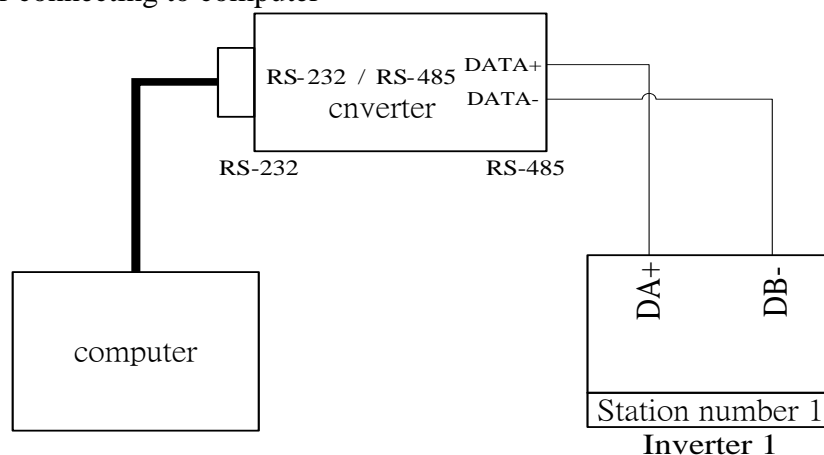 connecting to computer
RS-232 / RS-485
cnverter
DATA+
DATA-
RS-232
RS-485
computer
DA+
DB-
Station number 1
Inverter 1